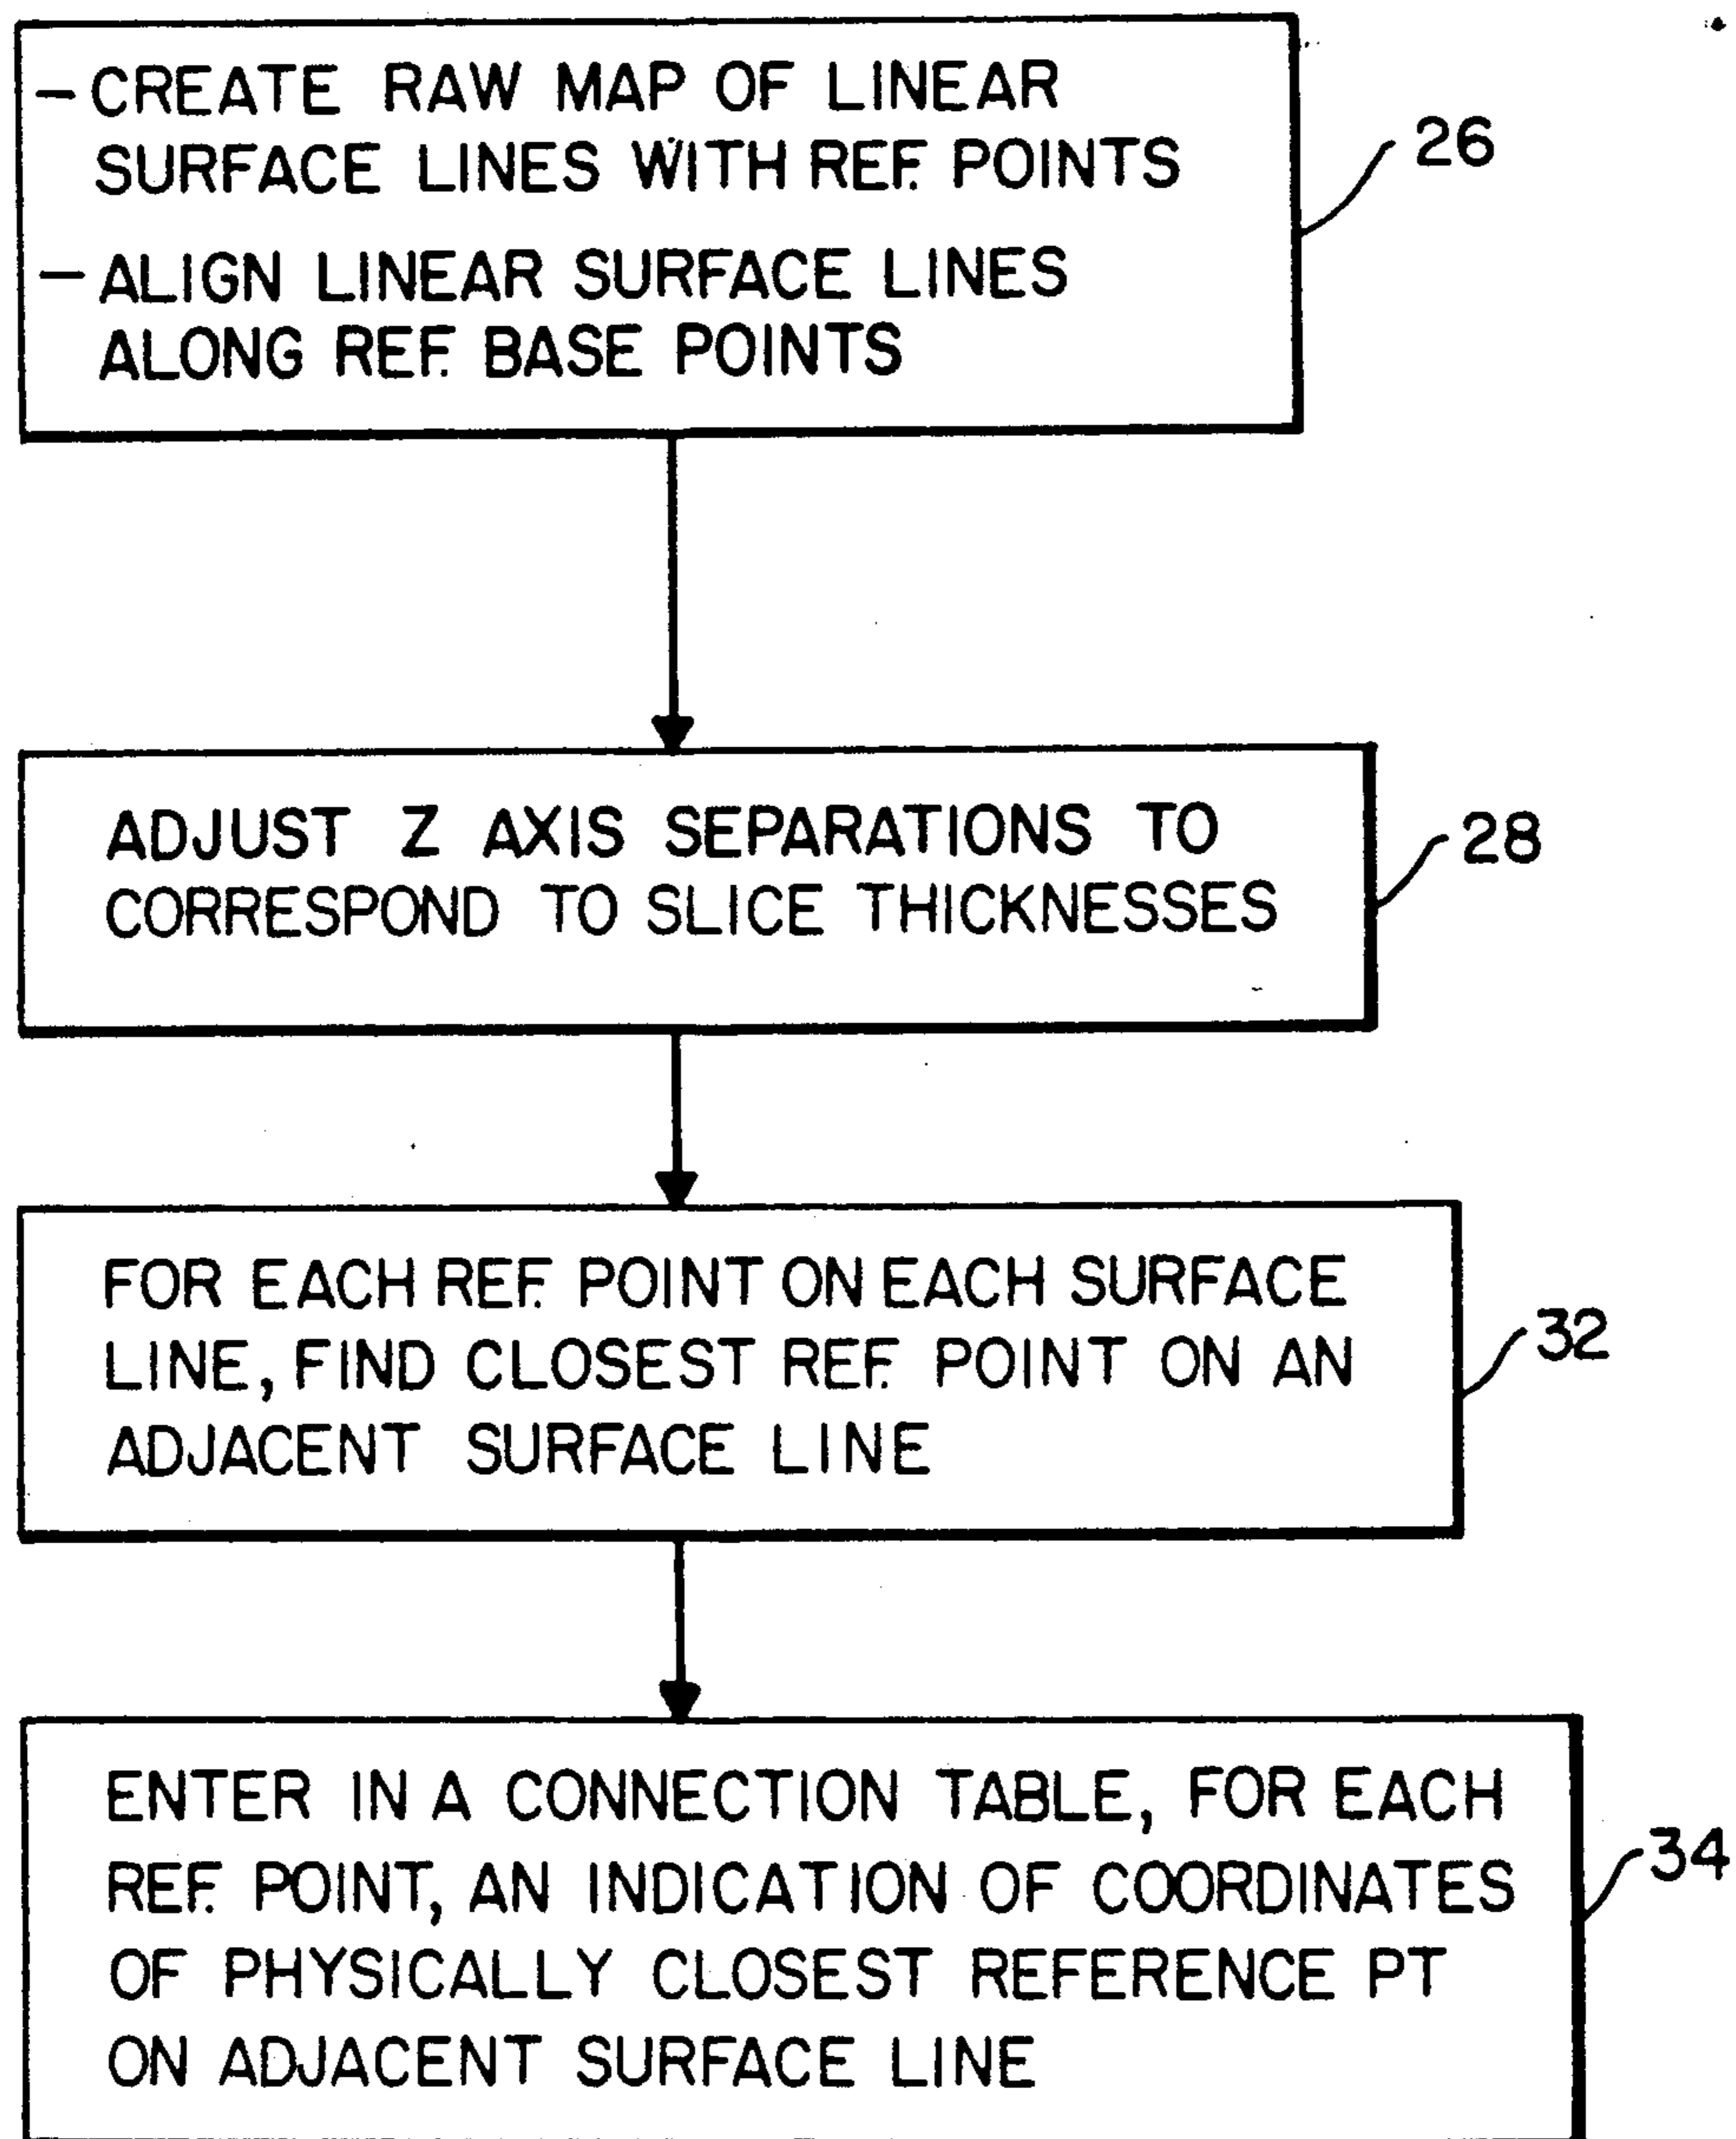 – CREATE RAW MAP OF LINEAR
SURFACE LINES WITH REF. POINTS
– ALIGN LINEAR SURFACE LINES
ALONG REF. BASE POINTS
26
ADJUST Z AXIS SEPARATIONS TO
CORRESPOND TO SLICE THICKNESSES
28
FOR EACH REF. POINT ON EACH SURFACE
LINE, FIND CLOSEST REF. POINT ON AN
ADJACENT SURFACE LINE
32
ENTER IN A CONNECTION TABLE, FOR EACH
REF. POINT, AN INDICATION OF COORDINATES
OF PHYSICALLY CLOSEST REFERENCE PT
ON ADJACENT SURFACE LINE
34